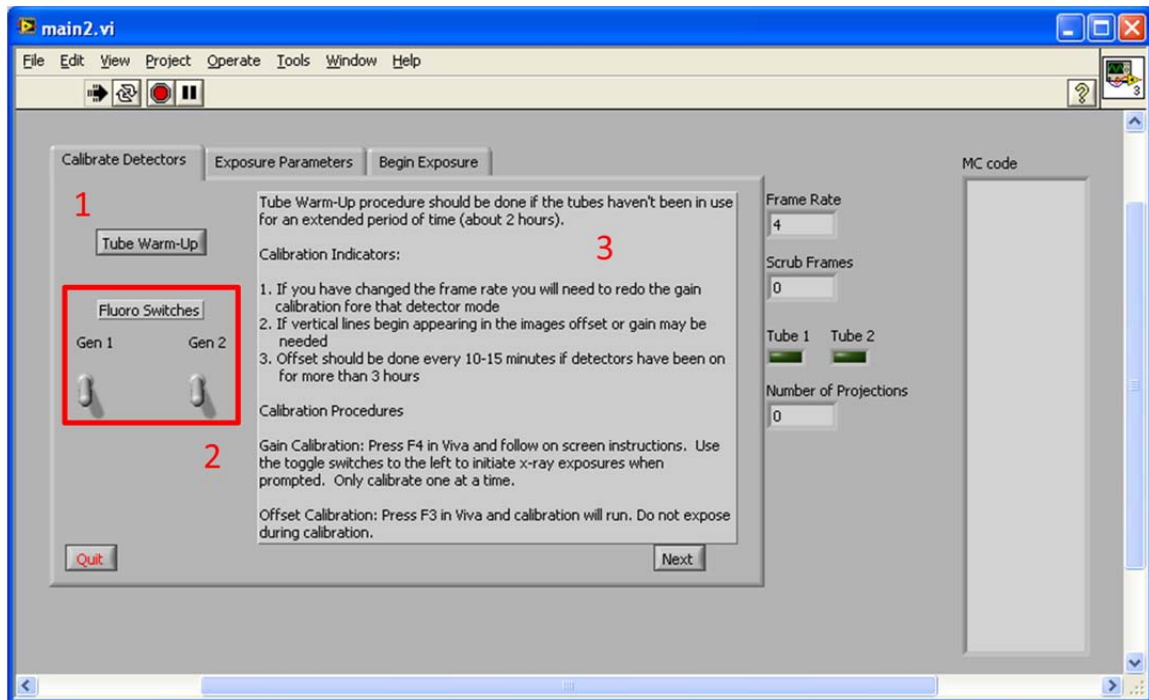 main2.vi
File Edit View Project Operate Tools Window Help
3
Calibrate Detectors Exposure Parameters Begin Exposure
MC code
1
Tube Warm-Up
Fluoro Switches
Gen 1 Gen 2
2
Tube Warm-Up procedure should be done if the tubes haven't been in use
for an extended period of time (about 2 hours).
3
Calibration Indicators:
1. If you have changed the frame rate you will need to redo the gain
calibration fore that detector mode
2. If vertical lines begin appearing in the images offset or gain may be
needed
3. Offset should be done every 10-15 minutes if detectors have been on
for more than 3 hours
Calibration Procedures
Gain Calibration: Press F4 in Viva and follow on screen instructions. Use
the toggle switches to the left to initiate x-ray exposures when
prompted. Only calibrate one at a time.
Offset Calibration: Press F3 in Viva and calibration will run. Do not expose
during calibration.
Quit
Next
Frame Rate
4
Scrub Frames
0
Tube 1 Tube 2
Number of Projections
0